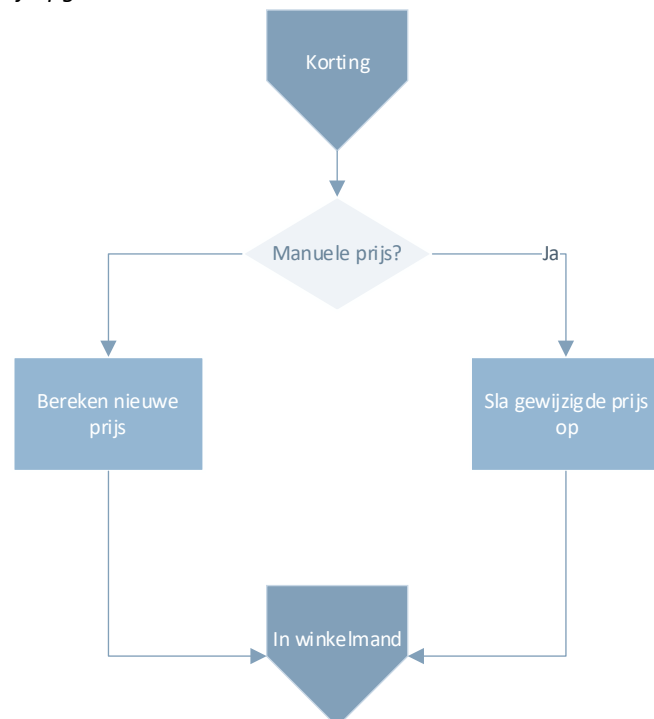 Korting
Manuele prijs?
Ja
Bereken nieuwe
prijs
Sla gewijzigde prijs
op
In winkelmand